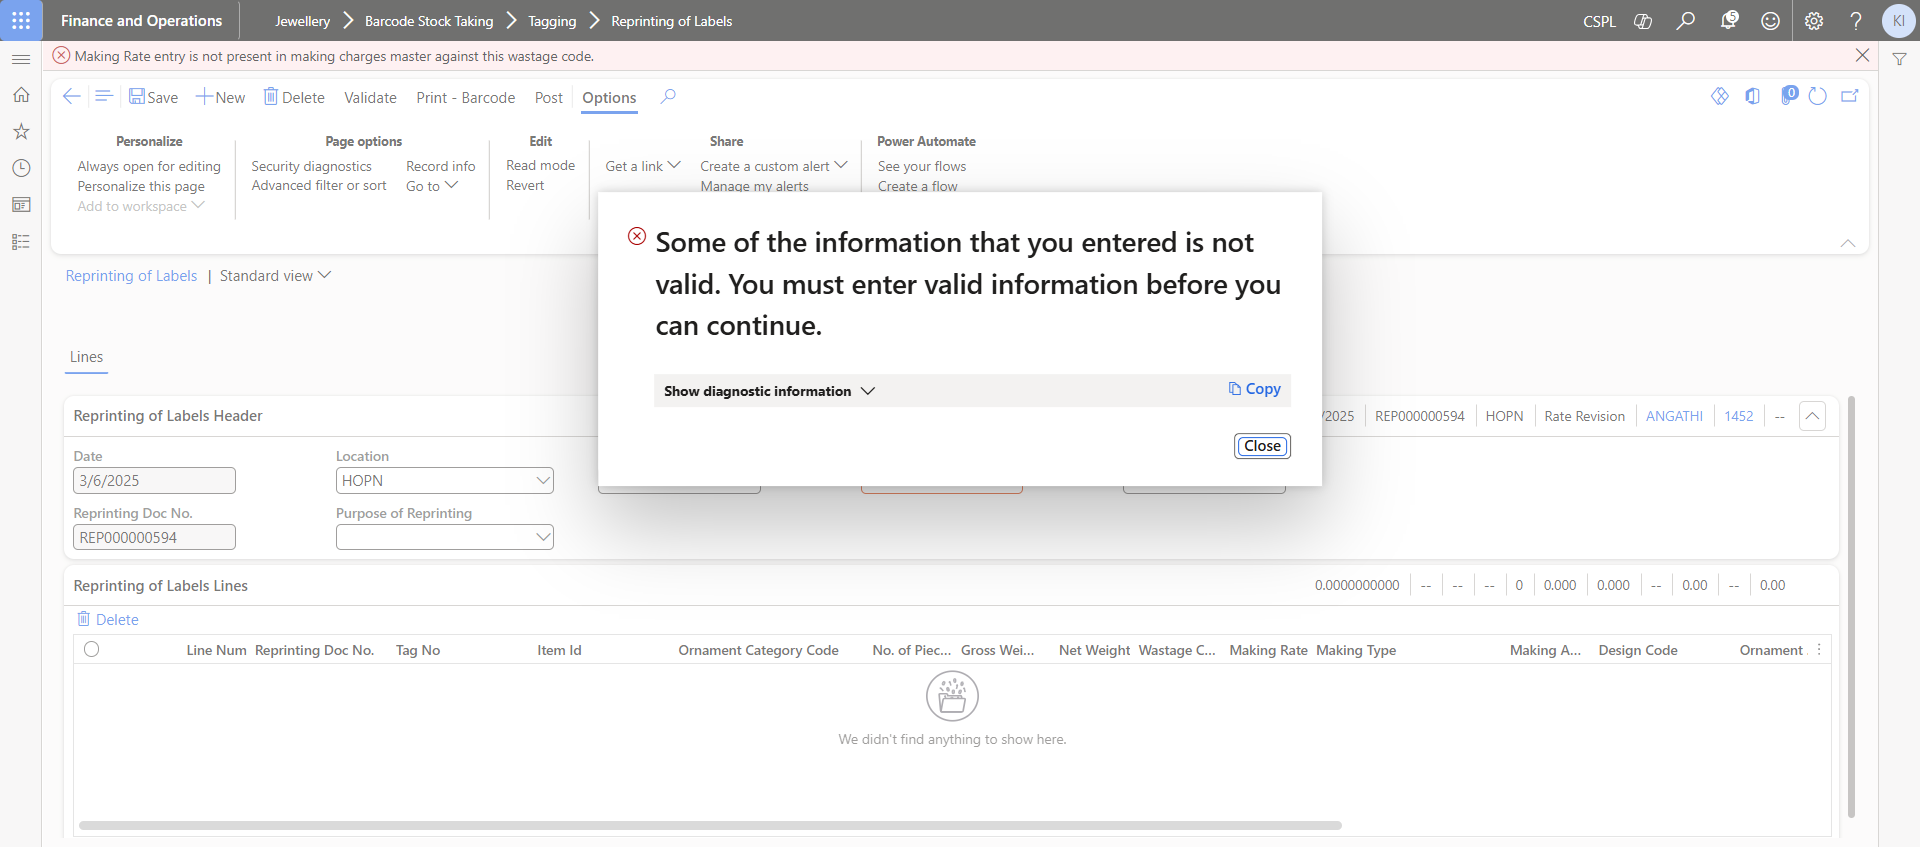 Finance and Operations
Jewellery > Barcode Stock Taking > Tagging > Reprinting of Labels
CSPL
5
?
KI
Making Rate entry is not present in making charges master against this wastage code.
Save
New
Delete
Validate
Print - Barcode
Post
Options
0
Personalize
Always open for editing
Personalize this page
Add to workspace
Page options
Security diagnostics
Advanced filter or sort
Record info
Go to
Edit
Read mode
Revert
Share
Get a link
Create a custom alert
Manage my alerts
Power Automate
See your flows
Create a flow
Some of the information that you entered is not
valid. You must enter valid information before you
can continue.
Show diagnostic information
Copy
Close
Reprinting of Labels | Standard view
Lines
Reprinting of Labels Header
/2025 REP000000594 HOPN Rate Revision ANGATHI 1452 --
Date
3/6/2025
Location
HOPN
Reprinting Doc No.
REP000000594
Purpose of Reprinting
Reprinting of Labels Lines
0.0000000000 -- -- -- 0 0.000 0.000 -- 0.00 -- 0.00
Delete
Line Num Reprinting Doc No. Tag No Item Id Ornament Category Code No. of Piec... Gross Wei... Net Weight Wastage C... Making Rate Making Type Making A... Design Code Ornament
We didn't find anything to show here.